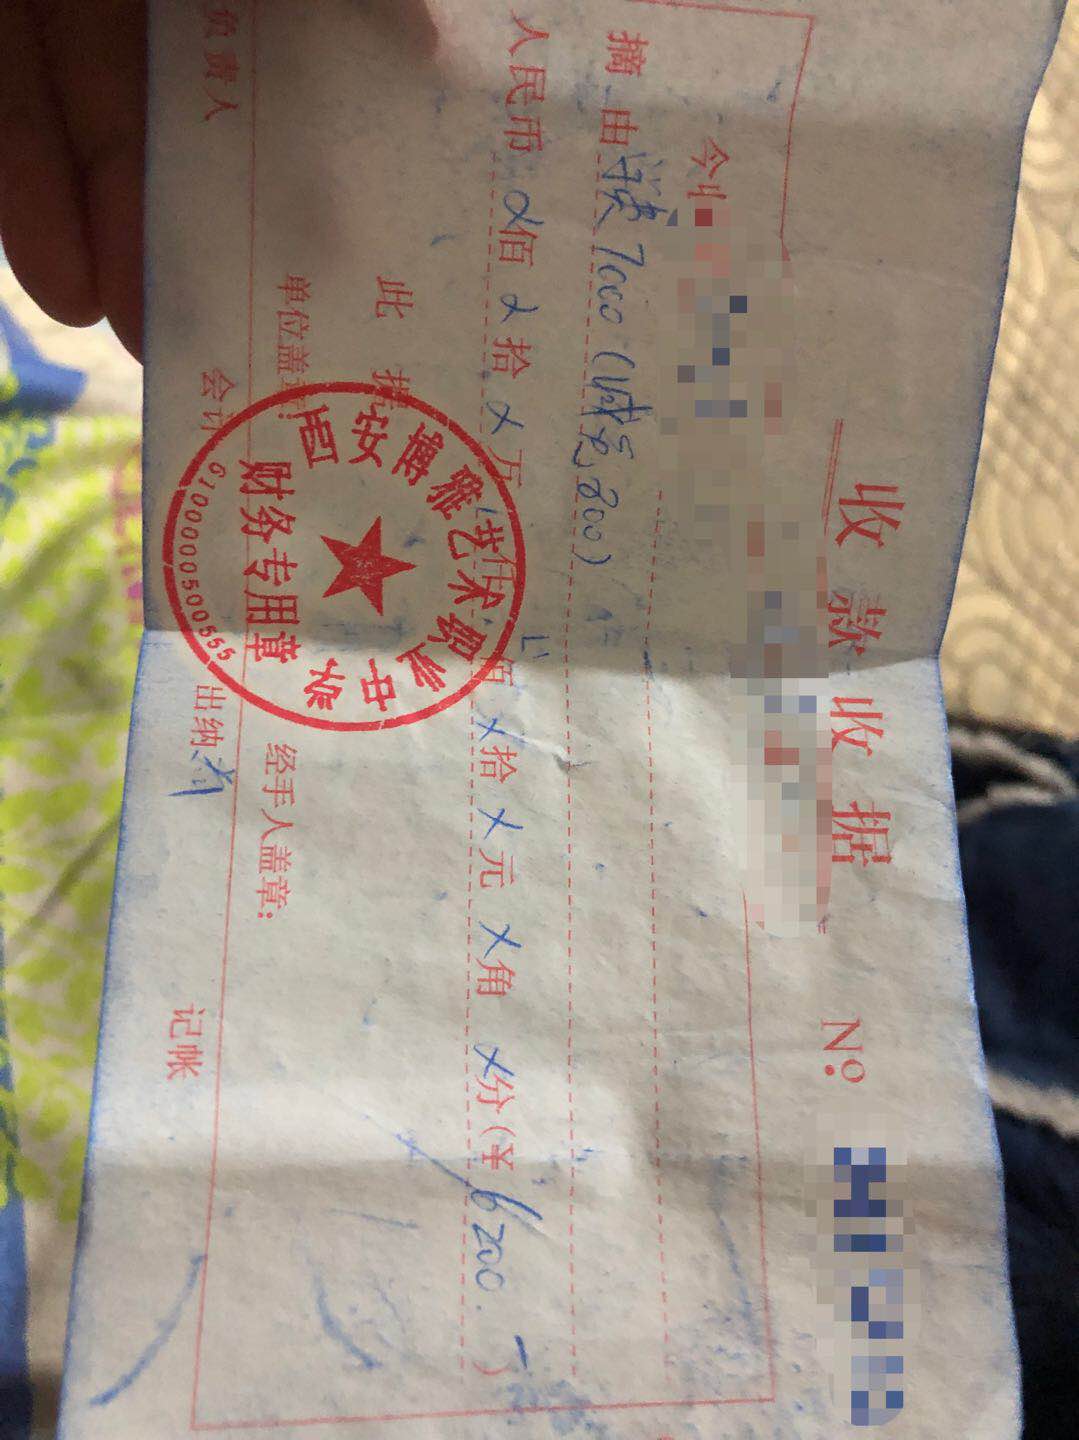 收款收据 №
今收
摘由 读 7000 (减免800)
人民币 佰 拾 万 仟 佰 拾 元 角 分 (¥ 6200.—)
此据
单位盖章: 经手人盖章:
负责人 会计 出纳 记帐
西安博雅艺术职业中专
财务专用章
6100000500555